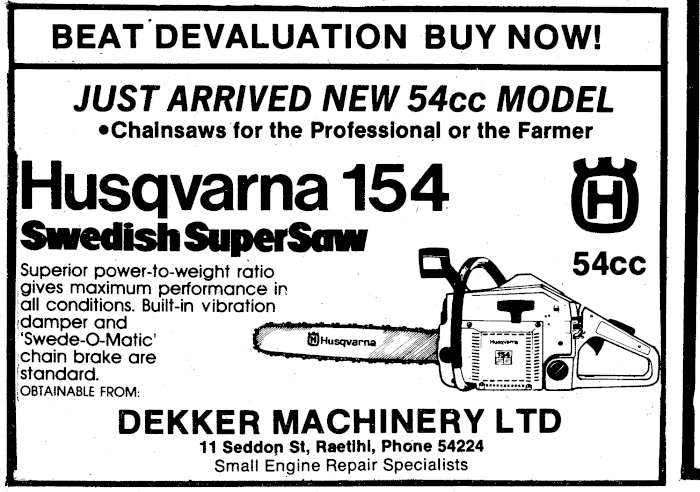 BEAT DEVALUATION BUY NOW!
JUST ARRIVED NEW 54cc MODEL
•Chainsaws for the Professional or the Farmer
Husqvarna 154
Swedish SuperSaw
H
54cc
Superior power-to-weight ratio
gives maximum performance in
all conditions. Built-in vibration
damper and
'Swede-O-Matic'
chain brake are
standard.
OBTAINABLE FROM:
H Husqvarna
Husqvarna
154
DEKKER MACHINERY LTD
11 Seddon St, Raetihi, Phone 54224
Small Engine Repair Specialists